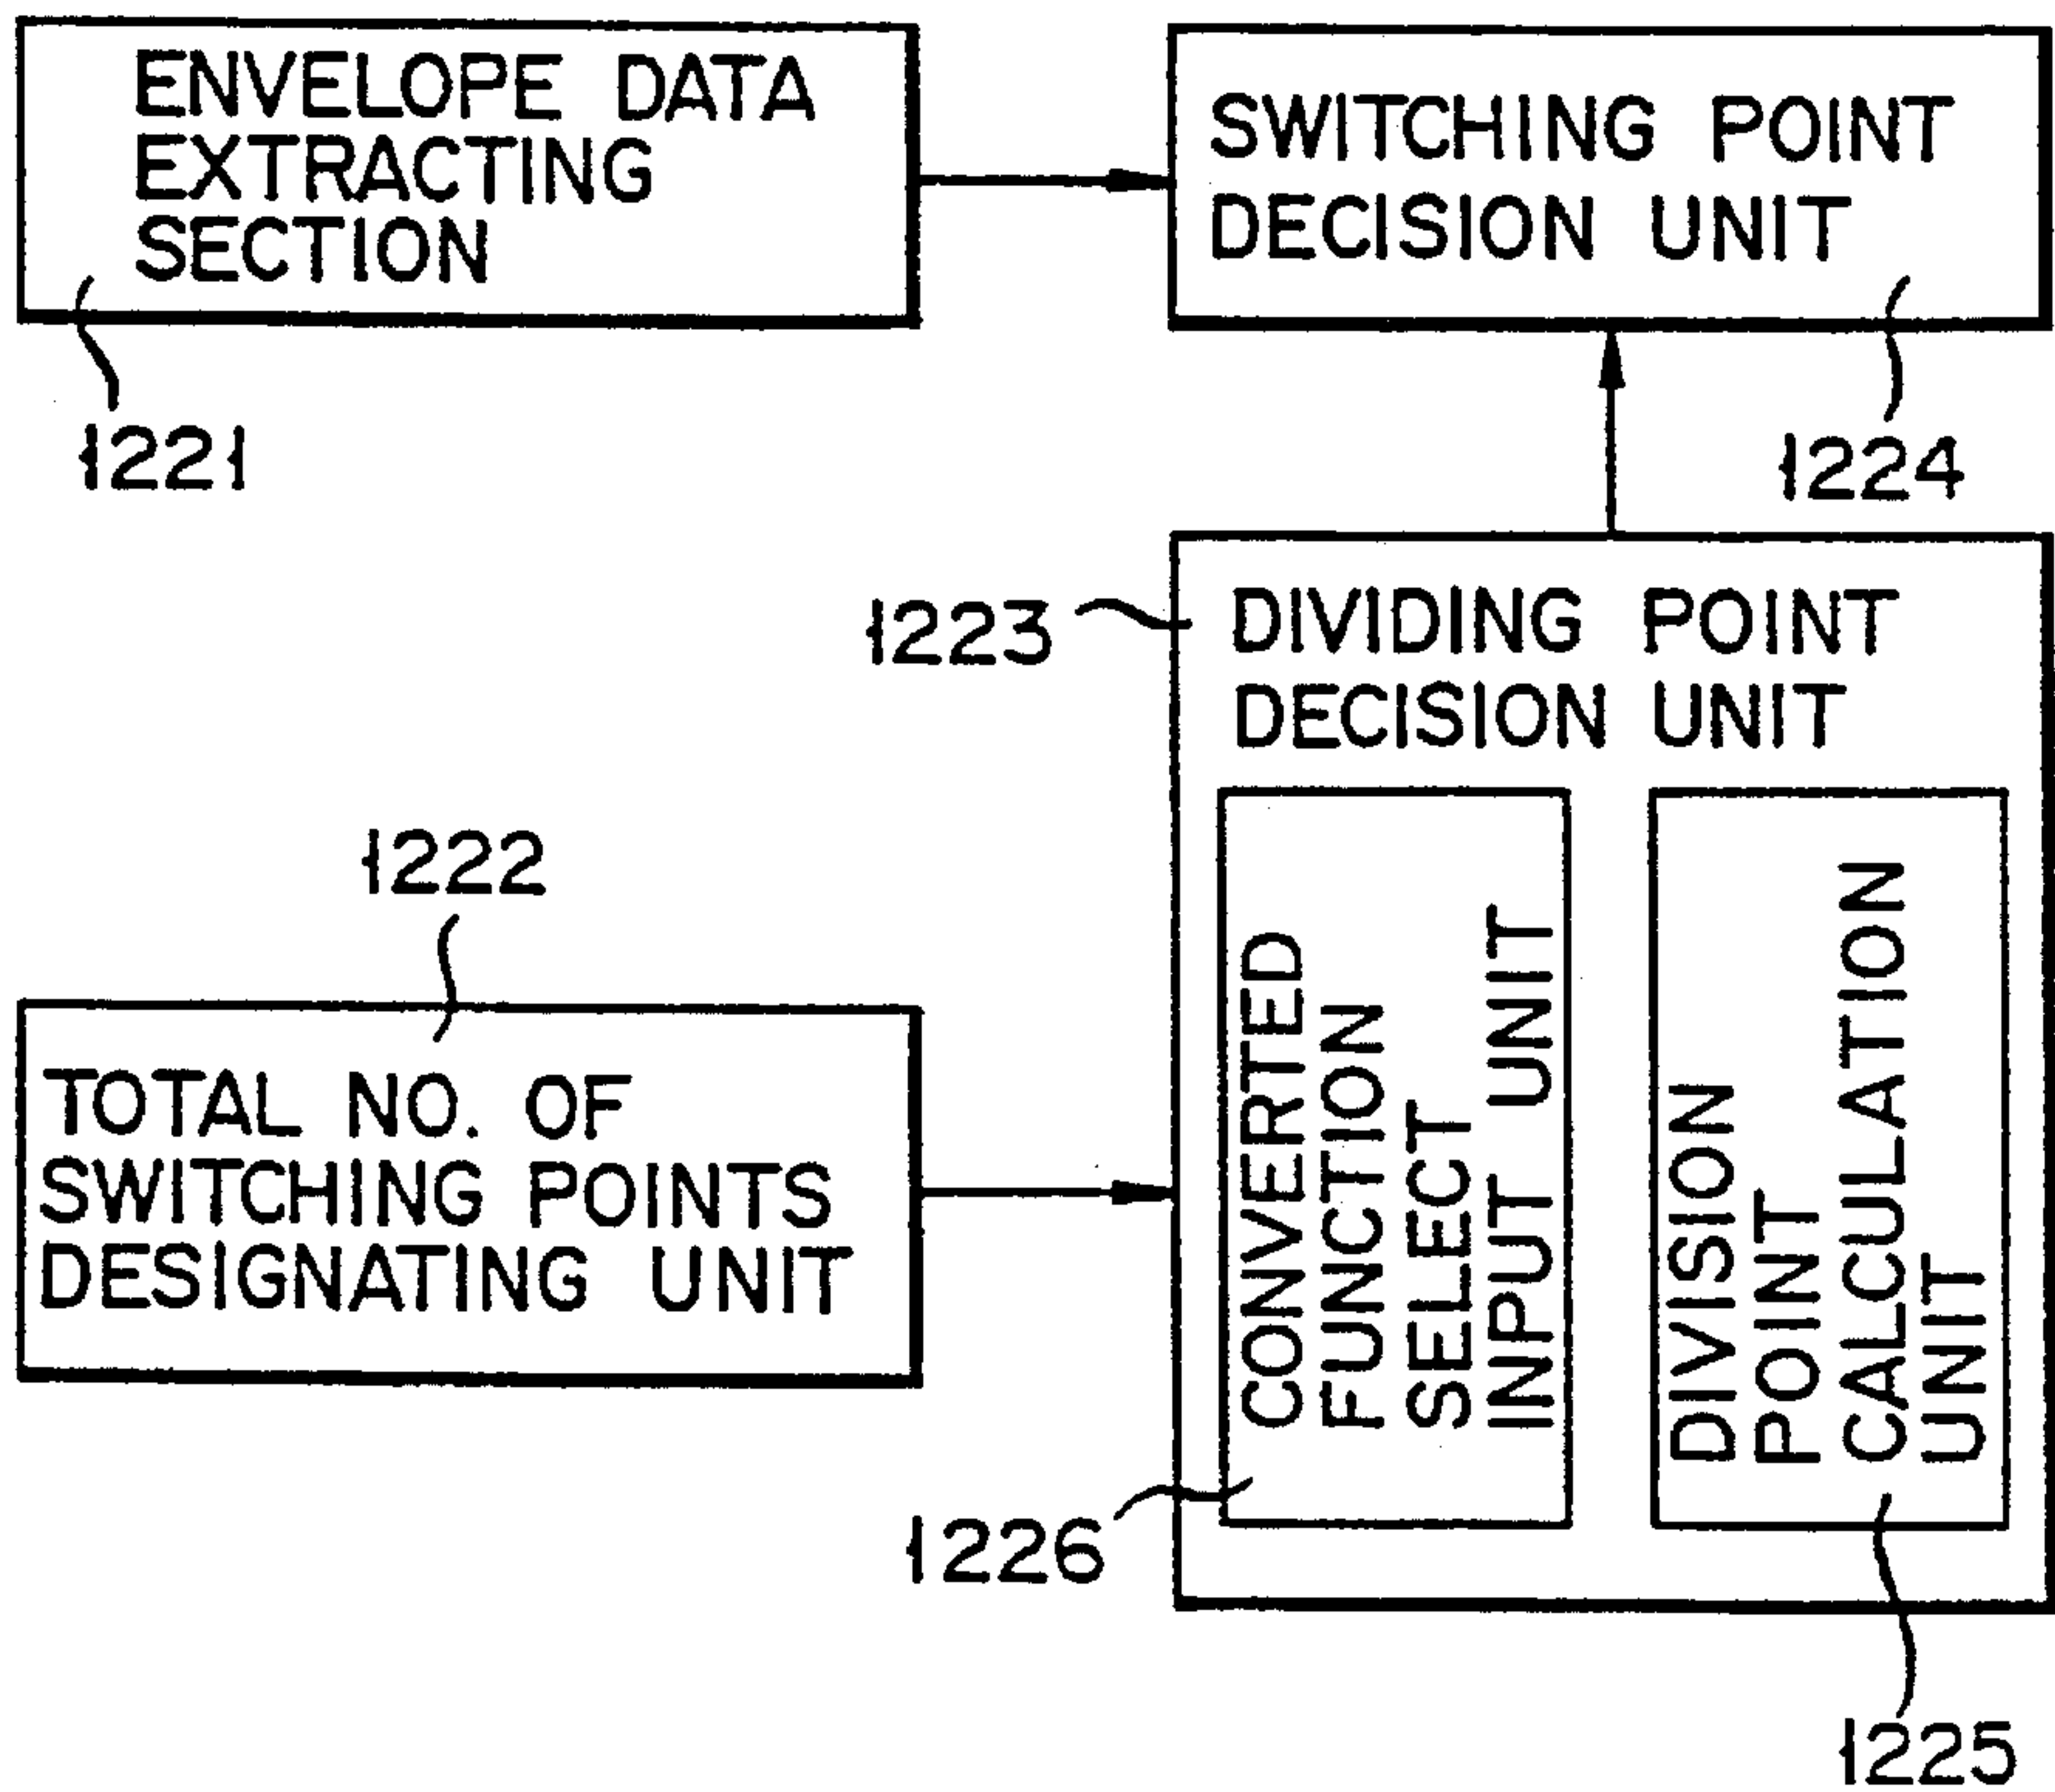 ENVELOPE DATA
EXTRACTING
SECTION
1221
SWITCHING POINT
DECISION UNIT
1224
1223
DIVIDING POINT
DECISION UNIT
1222
TOTAL NO. OF
SWITCHING POINTS
DESIGNATING UNIT
CONVERTED
FUNCTION
SELECT
INPUT UNIT
1226
DIVISION
POINT
CALCULATION
UNIT
1225